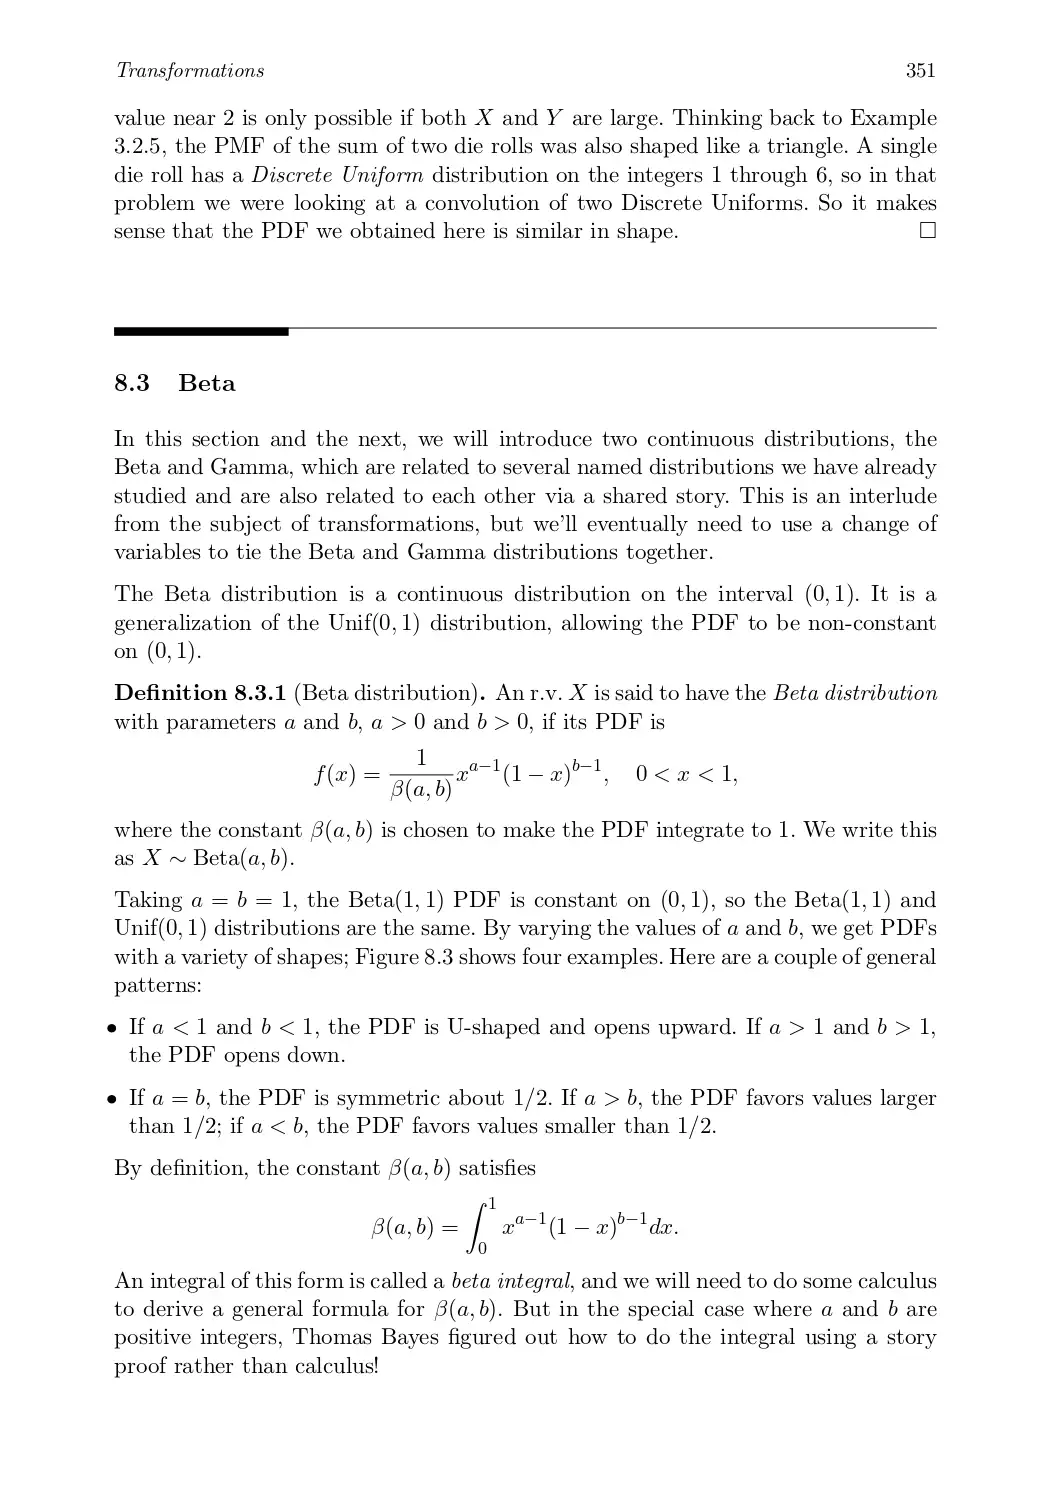 Transformations 351
value near 2 is only possible if both X and Y are large. Thinking back to Example
3.2.5, the PMF of the sum of two die rolls was also shaped like a triangle. A single
die roll has a Discrete Uniform distribution on the integers 1 through 6, so in that
problem we were looking at a convolution of two Discrete Uniforms. So it makes
sense that the PDF we obtained here is similar in shape. □
8.3 Beta
In this section and the next, we will introduce two continuous distributions, the
Beta and Gamma, which are related to several named distributions we have already
studied and are also related to each other via a shared story. This is an interlude
from the subject of transformations, but we'll eventually need to use a change of
variables to tie the Beta and Gamma distributions together.
The Beta distribution is a continuous distribution on the interval (0, 1). It is a
generalization of the Unif(0, 1) distribution, allowing the PDF to be non-constant
on (0, 1).
Definition 8.3.1 (Beta distribution). An r.v. X is said to have the Beta distribution
with parameters a and b, a > 0 and b > 0, if its PDF is
f(x) = \frac{1}{β(a, b)} x^{a−1}(1 − x)^{b−1}, 0 < x < 1,
where the constant β(a, b) is chosen to make the PDF integrate to 1. We write this
as X ∼ Beta(a, b).
Taking a = b = 1, the Beta(1, 1) PDF is constant on (0, 1), so the Beta(1, 1) and
Unif(0, 1) distributions are the same. By varying the values of a and b, we get PDFs
with a variety of shapes; Figure 8.3 shows four examples. Here are a couple of general
patterns:
• If a < 1 and b < 1, the PDF is U-shaped and opens upward. If a > 1 and b > 1,
the PDF opens down.
• If a = b, the PDF is symmetric about 1/2. If a > b, the PDF favors values larger
than 1/2; if a < b, the PDF favors values smaller than 1/2.
By definition, the constant β(a, b) satisfies
β(a, b) = ∫_0^1 x^{a−1}(1 − x)^{b−1}dx.
An integral of this form is called a beta integral, and we will need to do some calculus
to derive a general formula for β(a, b). But in the special case where a and b are
positive integers, Thomas Bayes figured out how to do the integral using a story
proof rather than calculus!